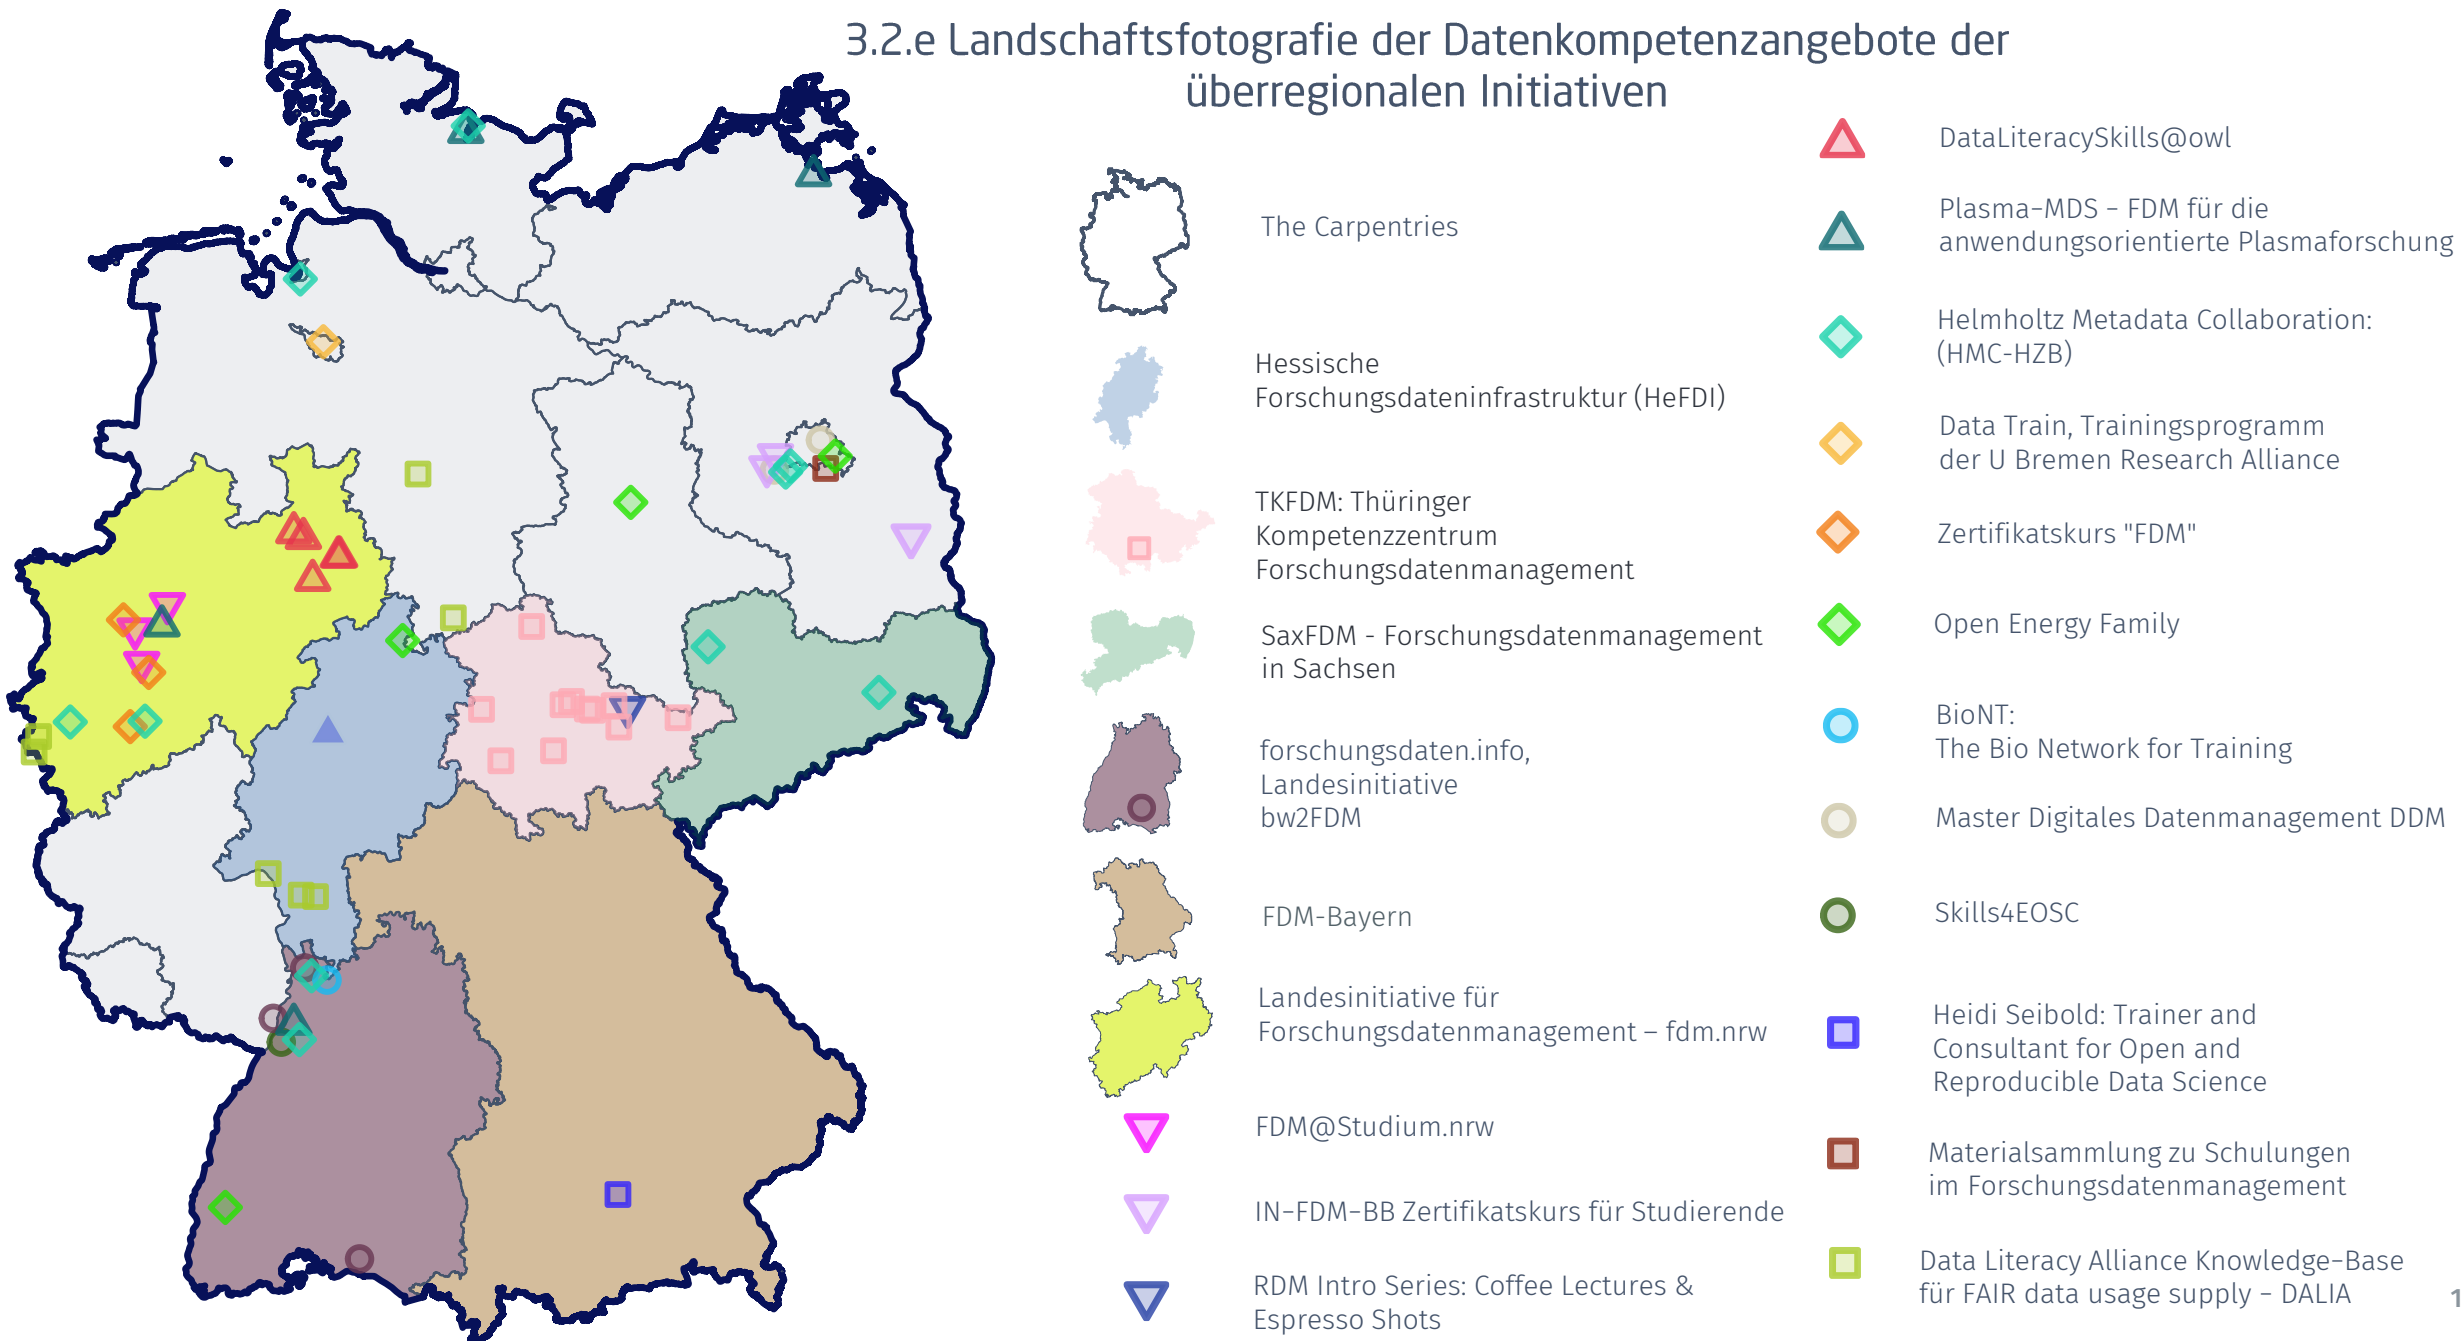 3.2.e Landschaftsfotografie der Datenkompetenzangebote der
überregionalen Initiativen
The Carpentries
Hessische
Forschungsdateninfrastruktur (HeFDI)
TKFDM: Thüringer
Kompetenzzentrum
Forschungsdatenmanagement
SaxFDM - Forschungsdatenmanagement
in Sachsen
forschungsdaten.info,
Landesinitiative
bw2FDM
FDM-Bayern
Landesinitiative für
Forschungsdatenmanagement – fdm.nrw
FDM@Studium.nrw
IN-FDM-BB Zertifikatskurs für Studierende
RDM Intro Series: Coffee Lectures &
Espresso Shots
DataLiteracySkills@owl
Plasma-MDS - FDM für die
anwendungsorientierte Plasmaforschung
Helmholtz Metadata Collaboration:
(HMC-HZB)
Data Train, Trainingsprogramm
der U Bremen Research Alliance
Zertifikatskurs "FDM"
Open Energy Family
BioNT:
The Bio Network for Training
Master Digitales Datenmanagement DDM
Skills4EOSC
Heidi Seibold: Trainer and
Consultant for Open and
Reproducible Data Science
Materialsammlung zu Schulungen
im Forschungsdatenmanagement
Data Literacy Alliance Knowledge-Base
für FAIR data usage supply - DALIA
1